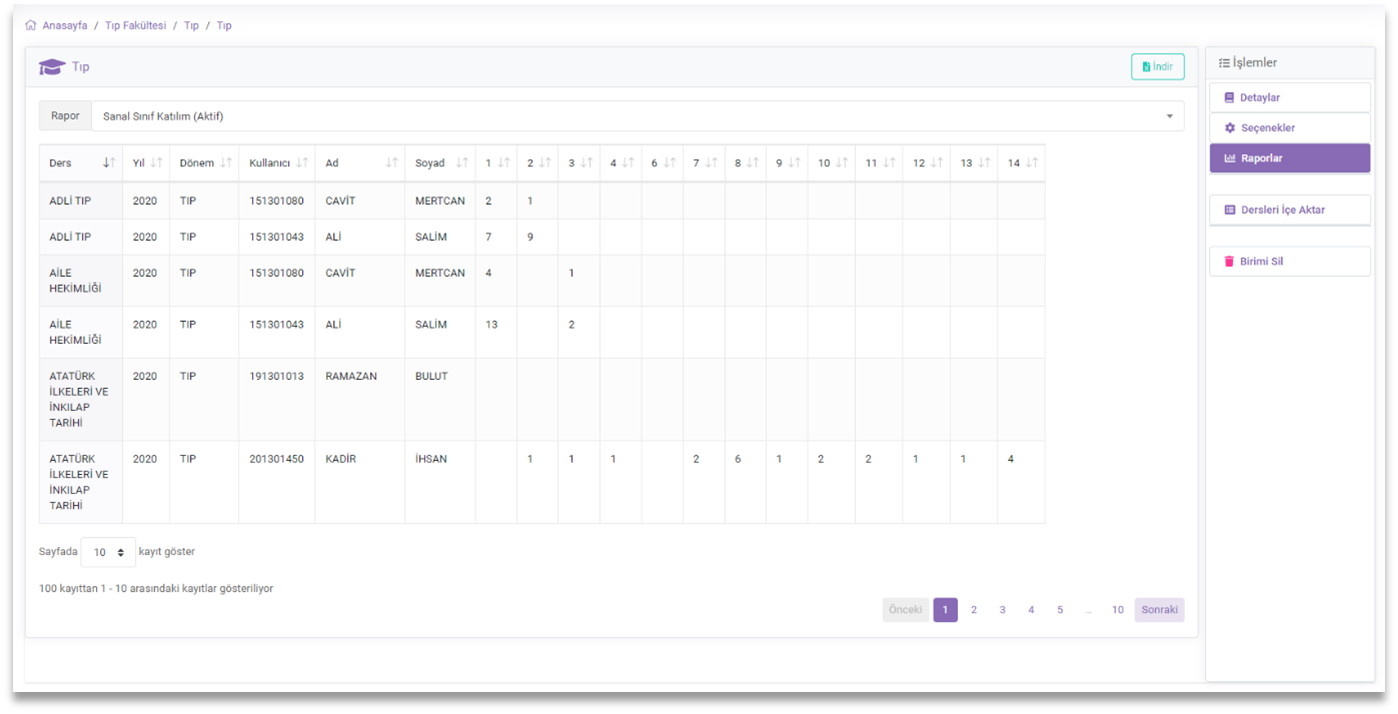 Anasayfa / Tıp Fakültesi / Tıp / Tıp
Tıp
İndir
Rapor Sanal Sınıf Katılım (Aktif)
Ders Yıl Dönem Kullanıcı Ad Soyad 1 2 3 4 6 7 8 9 10 11 12 13 14
ADLİ TIP 2020 TIP 151301080 CAVİT MERTCAN 2 1
ADLİ TIP 2020 TIP 151301043 ALİ SALİM 7 9
AİLE 2020 TIP 151301080 CAVİT MERTCAN 4 1
HEKİMLİĞİ
AİLE 2020 TIP 151301043 ALİ SALİM 13 2
HEKİMLİĞİ
ATATÜRK 2020 TIP 191301013 RAMAZAN BULUT
İLKELERİ VE
İNKILAP
TARİHİ
ATATÜRK 2020 TIP 201301450 KADİR İHSAN 1 1 1 2 6 1 2 2 1 1 4
İLKELERİ VE
İNKILAP
TARİHİ
Sayfada 10 kayıt göster
100 kayıttan 1 - 10 arasındaki kayıtlar gösteriliyor
Önceki 1 2 3 4 5 ... 10 Sonraki
İşlemler
Detaylar
Seçenekler
Raporlar
Dersleri İçe Aktar
Birimi Sil